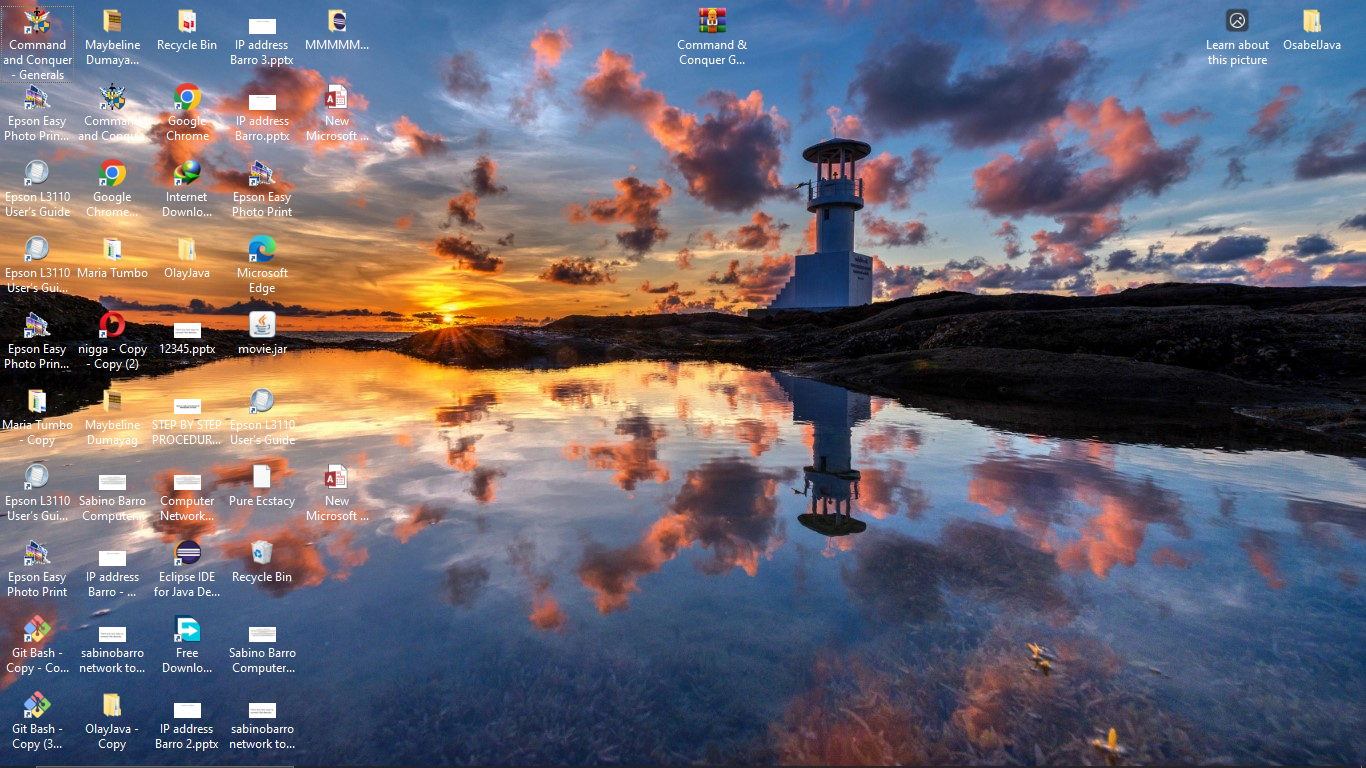 Command
and Conquer
- Generals
Maybeline
Dumaya...
Recycle Bin
IP address
Barro 3.pptx
MMMMM...
Command &
Conquer G...
Learn about
this picture
OsabelJava
Epson Easy
Photo Prin...
Command
and Conqu...
Google
Chrome
IP address
Barro.pptx
New
Microsoft ...
Epson L3110
User's Guide
Google
Chrome...
Internet
Downlo...
Epson Easy
Photo Print
Epson L3110
User's Gui...
Maria Tumbo
OlayJava
Microsoft
Edge
Epson Easy
Photo Prin...
nigga - Copy
- Copy (2)
12345.pptx
movie.jar
Maria Tumbo
- Copy
Maybeline
Dumayag
STEP BY STEP
PROCEDUR...
Epson L3110
User's Guide
Epson L3110
User's Gui...
Sabino Barro
Computer
Computer
Network...
Pure Ecstacy
New
Microsoft ...
Epson Easy
Photo Print
IP address
Barro - ...
Eclipse IDE
for Java De...
Recycle Bin
Git Bash -
Copy - Co...
sabinobarro
network to...
Free
Downlo...
Sabino Barro
Computer...
Git Bash -
Copy (3...
OlayJava -
Copy
IP address
Barro 2.pptx
sabinobarro
network to...